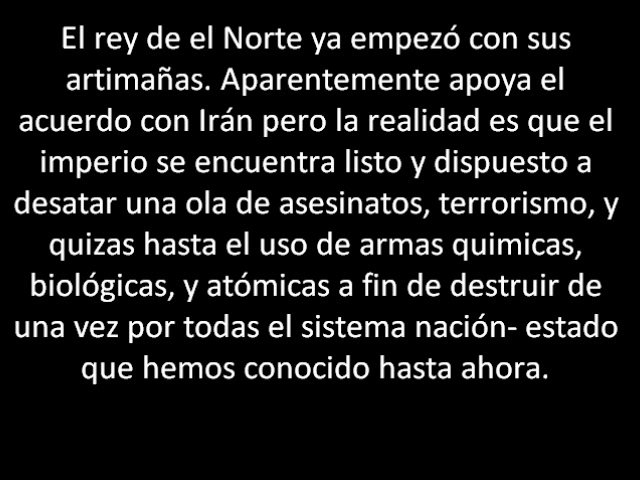 El rey de el Norte ya empezó con sus
artimañas. Aparentemente apoya el
acuerdo con Irán pero la realidad es que el
imperio se encuentra listo y dispuesto a
desatar una ola de asesinatos, terrorismo, y
quizas hasta el uso de armas quimicas,
biológicas, y atómicas a fin de destruir de
una vez por todas el sistema nación- estado
que hemos conocido hasta ahora.